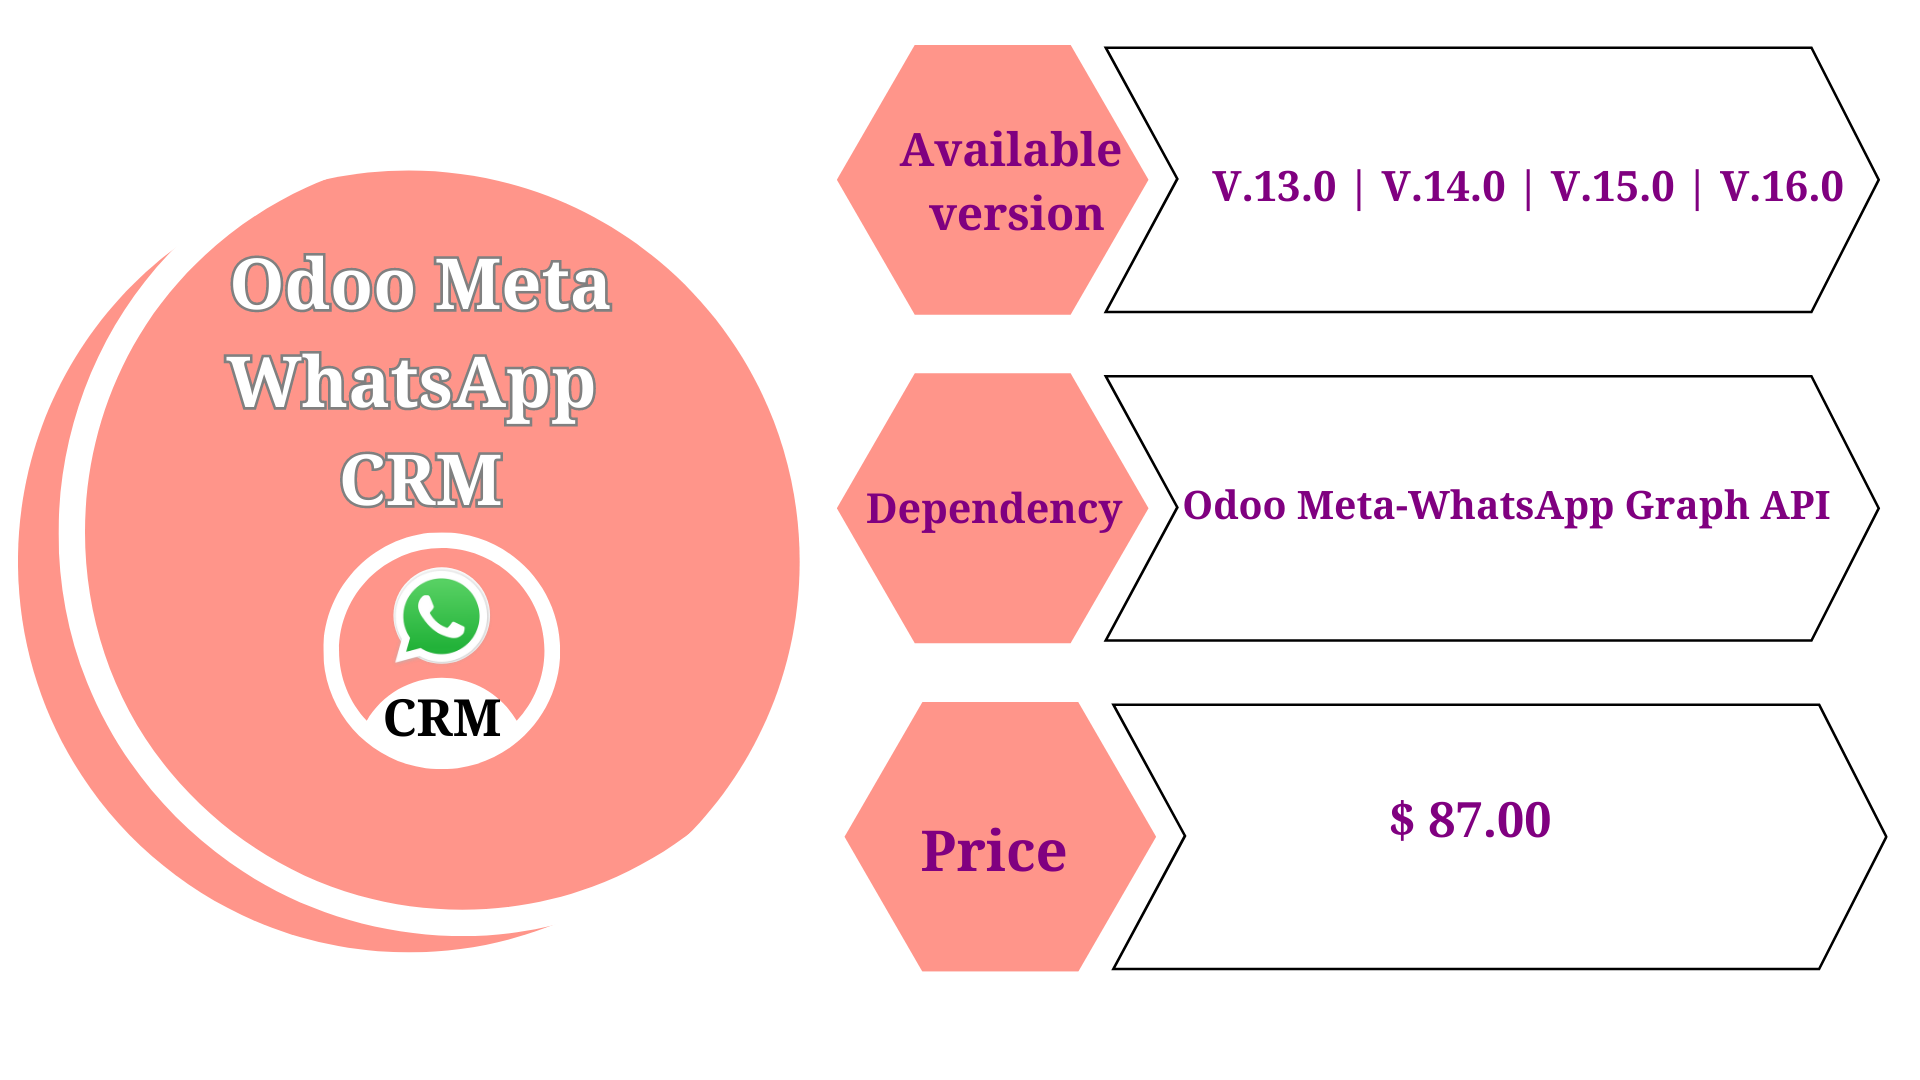 Odoo Meta
WhatsApp
CRM
CRM
Available
version
V.13.0 | V.14.0 | V.15.0 | V.16.0
Dependency
Odoo Meta-WhatsApp Graph API
Price
$ 87.00